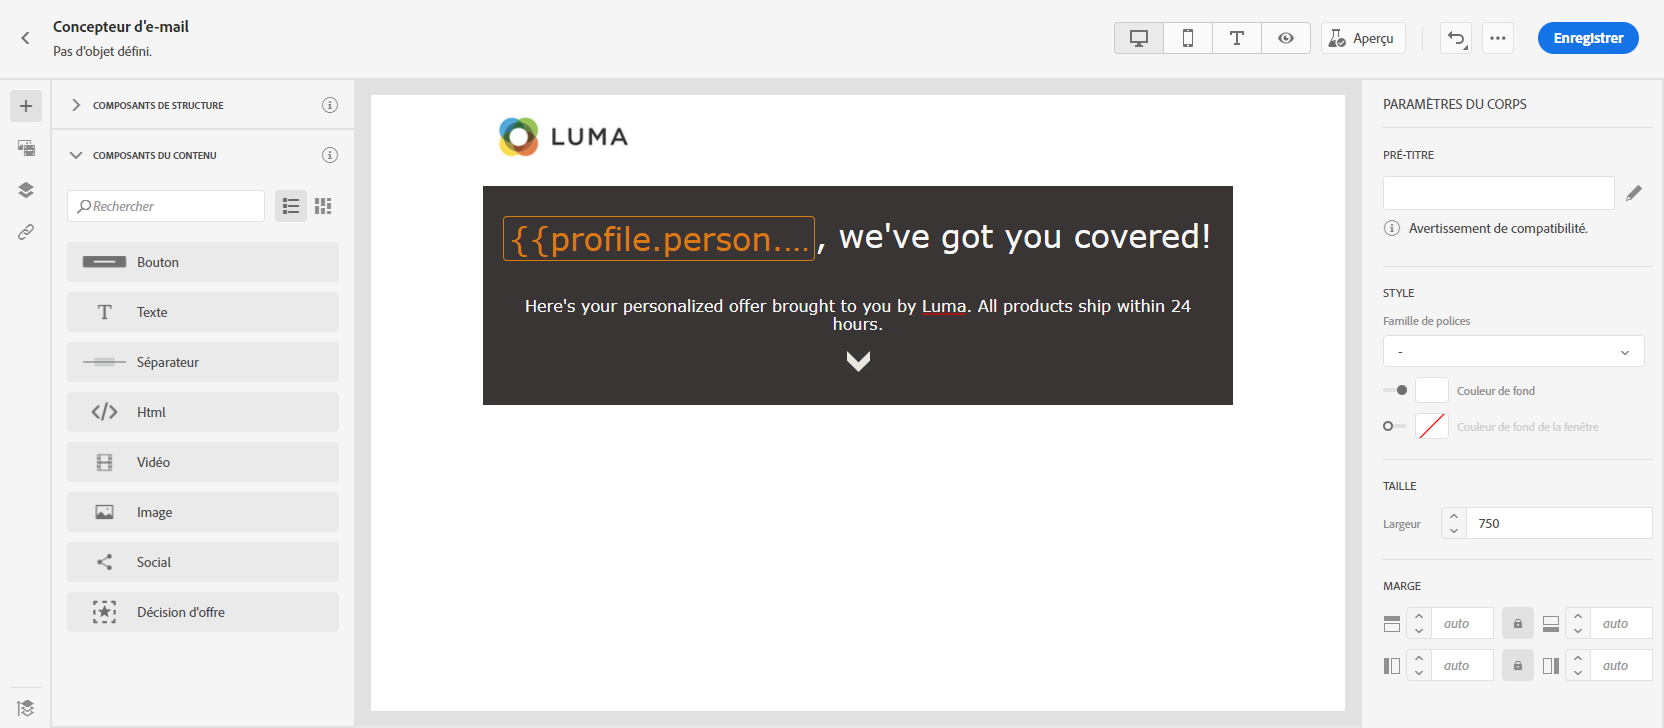 Concepteur d'e-mail
Pas d'objet défini.
Aperçu
Enregistrer
COMPOSANTS DE STRUCTURE
COMPOSANTS DU CONTENU
Rechercher
Bouton
Texte
Séparateur
Html
Vidéo
Image
Social
Décision d'offre
LUMA
{{profile.person...., we've got you covered!
Here's your personalized offer brought to you by Luma. All products ship within 24
hours.
PARAMÈTRES DU CORPS
PRÉ-TITRE
Avertissement de compatibilité.
STYLE
Famille de polices
-
Couleur de fond
Couleur de fond de la fenêtre
TAILLE
Largeur 750
MARGE
auto auto
auto auto